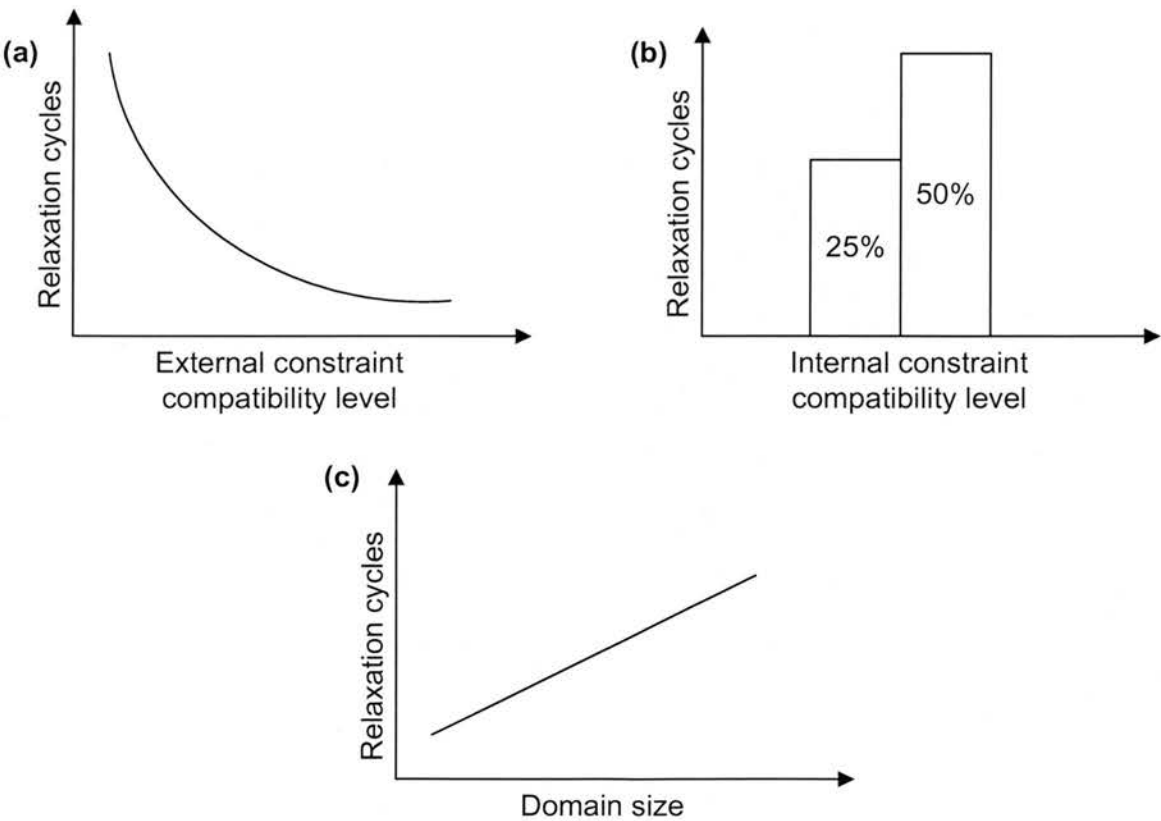 (a)
Relaxation cycles
External constraint
compatibility level
(b)
Relaxation cycles
25%
50%
Internal constraint
compatibility level
(c)
Relaxation cycles
Domain size